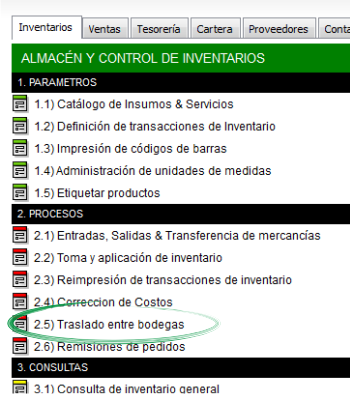 Inventarios Ventas Tesorería Cartera Proveedores Conta
ALMACÉN Y CONTROL DE INVENTARIOS
1. PARAMETROS
1.1) Catálogo de Insumos & Servicios
1.2) Definición de transacciones de Inventario
1.3) Impresión de códigos de barras
1.4) Administración de unidades de medidas
1.5) Etiquetar productos
2. PROCESOS
2.1) Entradas, Salidas & Transferencia de mercancías
2.2) Toma y aplicación de inventario
2.3) Reimpresión de transacciones de inventario
2.4) Correccion de Costos
2.5) Traslado entre bodegas
2.6) Remisiones de pedidos
3. CONSULTAS
3.1) Consulta de inventario general